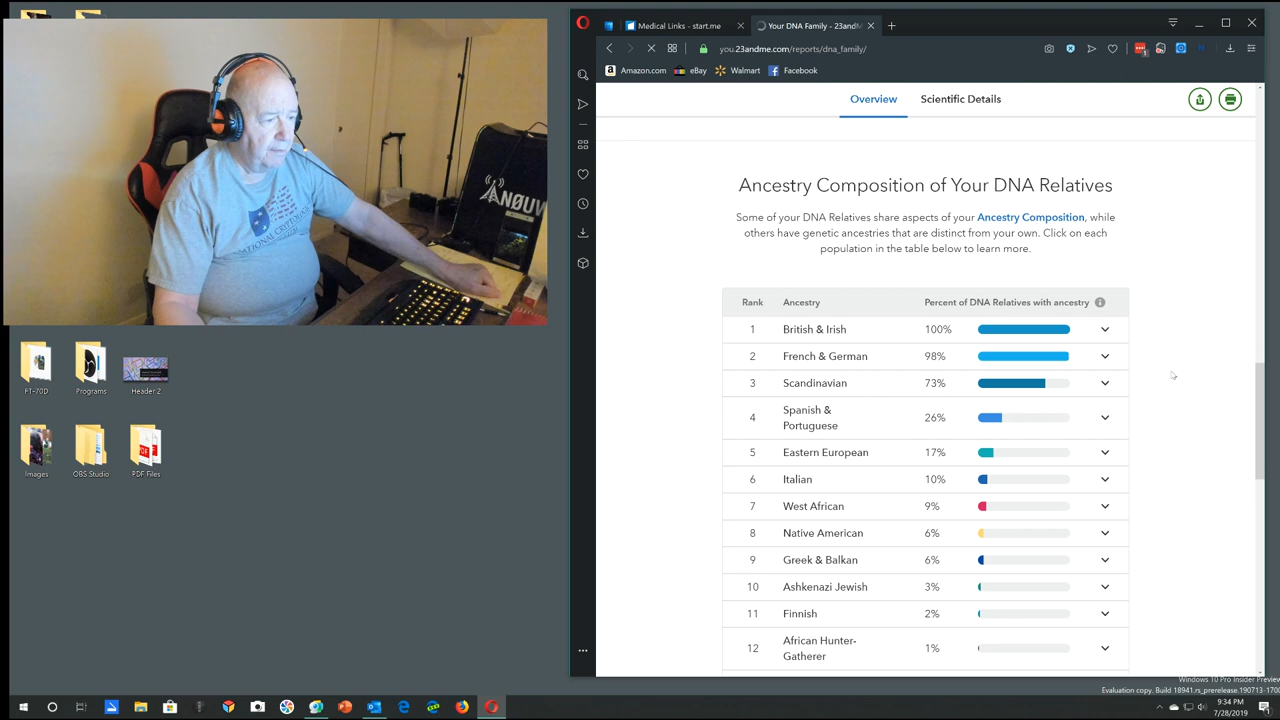 Medical Links - start.me
Your DNA Family - 23andM
you.23andme.com/reports/dna_family/
Amazon.com
eBay
Walmart
Facebook
Overview
Scientific Details
Ancestry Composition of Your DNA Relatives
Some of your DNA Relatives share aspects of your Ancestry Composition, while
others have genetic ancestries that are distinct from your own. Click on each
population in the table below to learn more.
Rank Ancestry Percent of DNA Relatives with ancestry
1 British & Irish 100%
2 French & German 98%
3 Scandinavian 73%
4 Spanish & Portuguese 26%
5 Eastern European 17%
6 Italian 10%
7 West African 9%
8 Native American 6%
9 Greek & Balkan 6%
10 Ashkenazi Jewish 3%
11 Finnish 2%
12 African Hunter-Gatherer 1%
FT-70D
Programs
Header 2
Images
OBS Studio
PDF Files
Windows 10 Pro Insider Preview
Evaluation copy. Build 18941.rs_prerelease.190713-1700
9:34 PM
7/28/2019